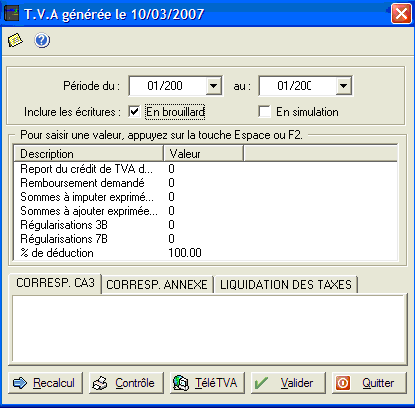 T.V.A générée le 10/03/2007
Période du : 01/200 au : 01/200
Inclure les écritures : En brouillard En simulation
Pour saisir une valeur, appuyez sur la touche Espace ou F2.
Description Valeur
Report du crédit de TVA d... 0
Remboursement demandé 0
Sommes à imputer exprimé... 0
Sommes à ajouter exprimée... 0
Régularisations 3B 0
Régularisations 7B 0
% de déduction 100.00
CORRESP. CA3 CORRESP. ANNEXE LIQUIDATION DES TAXES
Recalcul Contrôle TéléTVA Valider Quitter